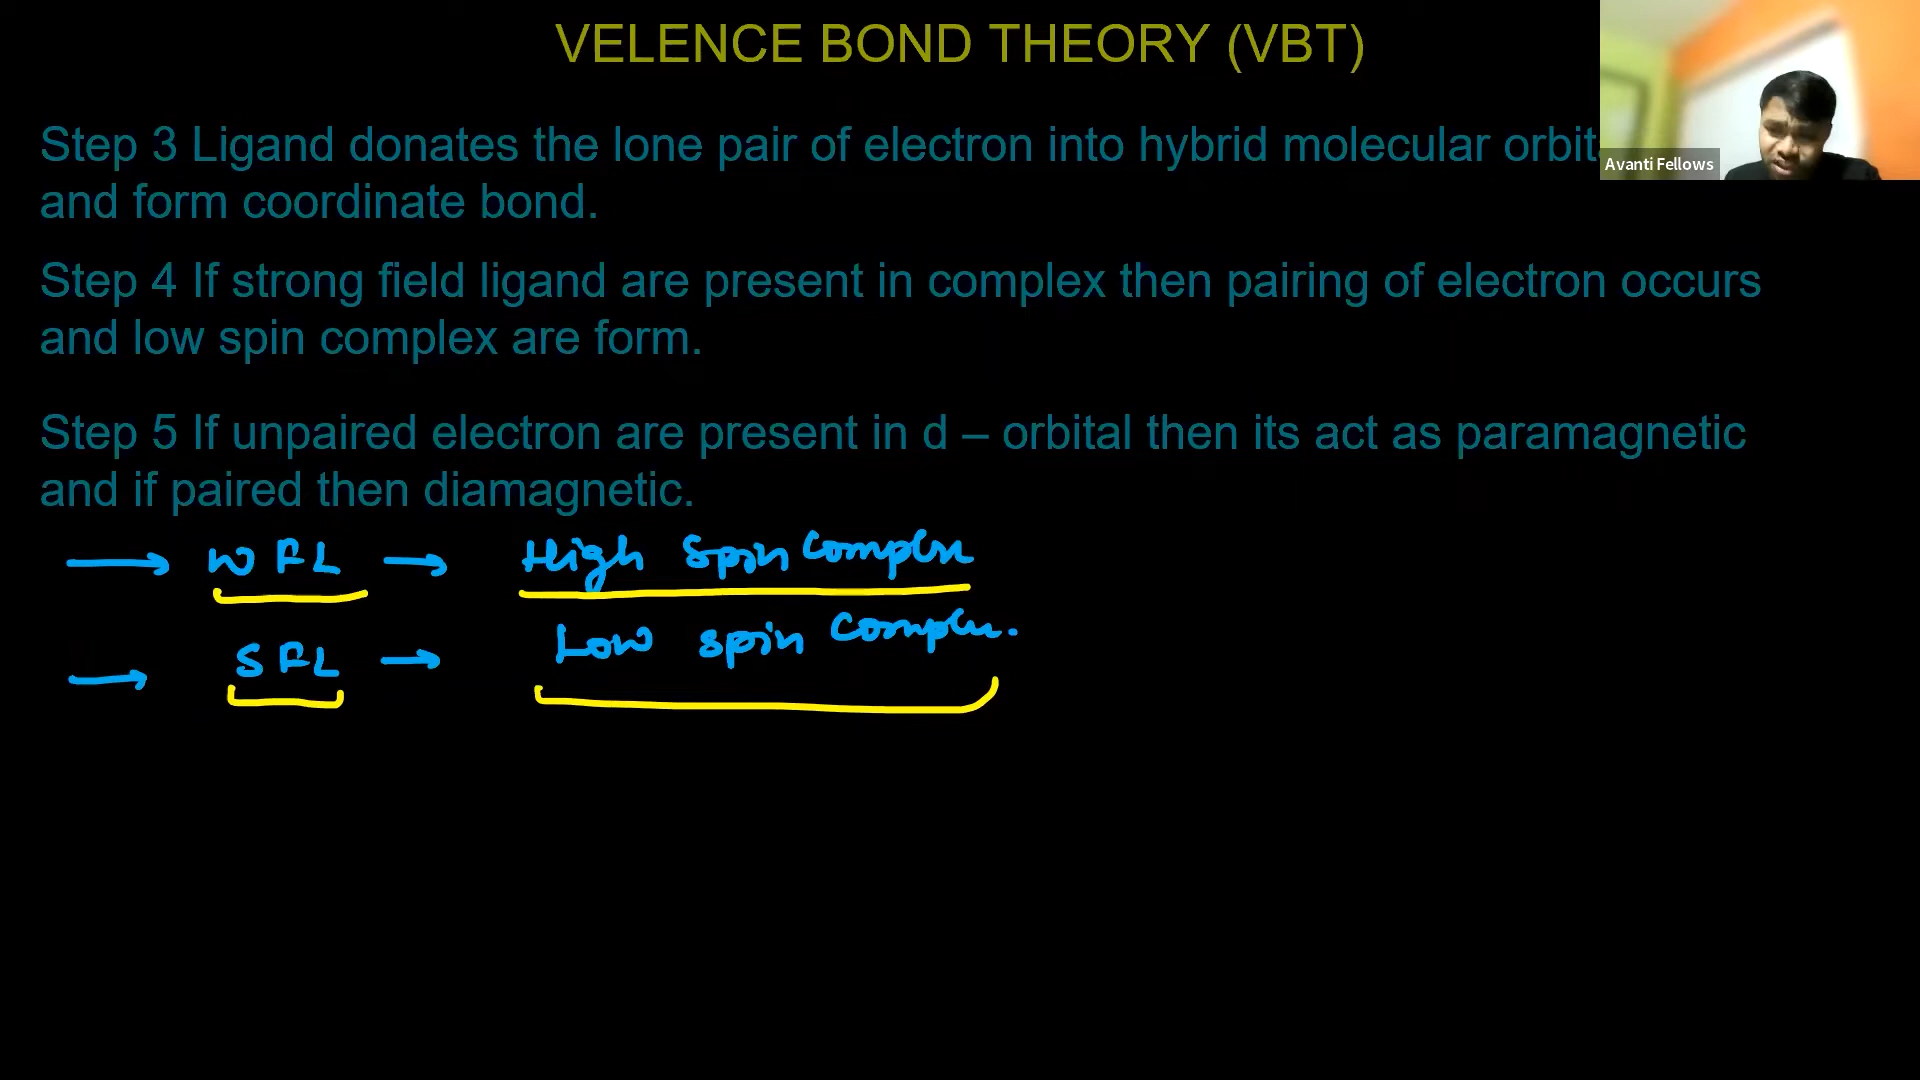 VELENCE BOND THEORY (VBT)
Step 3 Ligand donates the lone pair of electron into hybrid molecular orbit
Avanti Fellows
and form coordinate bond.
Step 4 If strong field ligand are present in complex then pairing of electron occurs
and low spin complex are form.
Step 5 If unpaired electron are present in d – orbital then its act as paramagnetic
and if paired then diamagnetic.
→ WFL → High Spin Complex
→ SFL → Low spin Complex.